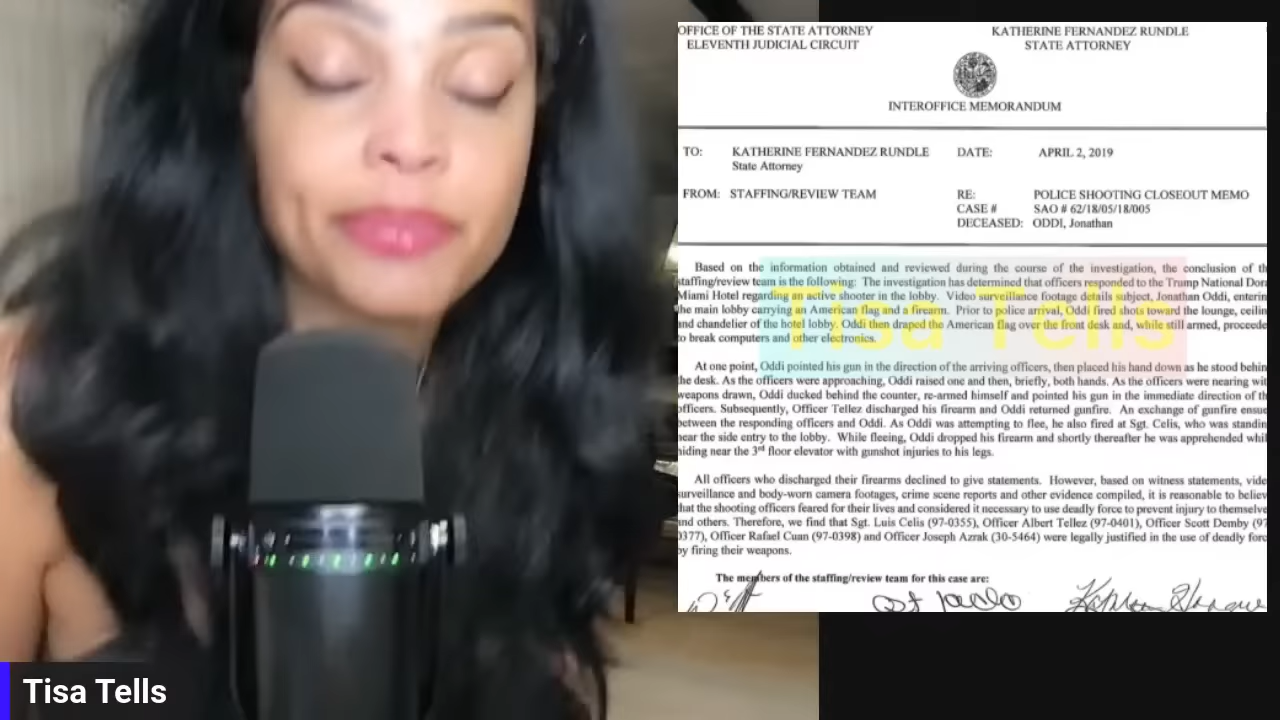 OFFICE OF THE STATE ATTORNEY
ELEVENTH JUDICIAL CIRCUIT
KATHERINE FERNANDEZ RUNDLE
STATE ATTORNEY
INTEROFFICE MEMORANDUM
TO: KATHERINE FERNANDEZ RUNDLE
State Attorney
DATE: APRIL 2, 2019
FROM: STAFFING/REVIEW TEAM
RE: POLICE SHOOTING CLOSEOUT MEMO
CASE # SAO # 62/18/05/18/005
DECEASED: ODDI, Jonathan
Based on the information obtained and reviewed during the course of the investigation, the conclusion of th
staffing/review team is the following: The investigation has determined that officers responded to the Trump National Dor
Miami Hotel regarding an active shooter in the lobby. Video surveillance footage details subject, Jonathan Oddi, enterin
the main lobby carrying an American flag and a firearm. Prior to police arrival, Oddi fired shots toward the lounge, ceilin
and chandelier of the hotel lobby. Oddi then draped the American flag over the front desk and, while still armed, proceede
to break computers and other electronics.
At one point, Oddi pointed his gun in the direction of the arriving officers, then placed his hand down as he stood behin
the desk. As the officers were approaching, Oddi raised one and then, briefly, both hands. As the officers were nearing wit
weapons drawn, Oddi ducked behind the counter, re-armed himself and pointed his gun in the immediate direction of th
officers. Subsequently, Officer Tellez discharged his firearm and Oddi returned gunfire. An exchange of gunfire ensue
between the responding officers and Oddi. As Oddi was attempting to flee, he also fired at Sgt. Celis, who was standin
near the side entry to the lobby. While fleeing, Oddi dropped his firearm and shortly thereafter he was apprehended whil
hiding near the 3rd floor elevator with gunshot injuries to his legs.
All officers who discharged their firearms declined to give statements. However, based on witness statements, vide
surveillance and body-worn camera footages, crime scene reports and other evidence compiled, it is reasonable to believ
that the shooting officers feared for their lives and considered it necessary to use deadly force to prevent injury to themselve
and others. Therefore, we find that Sgt. Luis Celis (97-0355), Officer Albert Tellez (97-0401), Officer Scott Demby (97
0377), Officer Rafael Cuan (97-0398) and Officer Joseph Azrak (30-5464) were legally justified in the use of deadly forc
by firing their weapons.
The members of the staffing/review team for this case are:
Tisa Tells
Tisa Tells